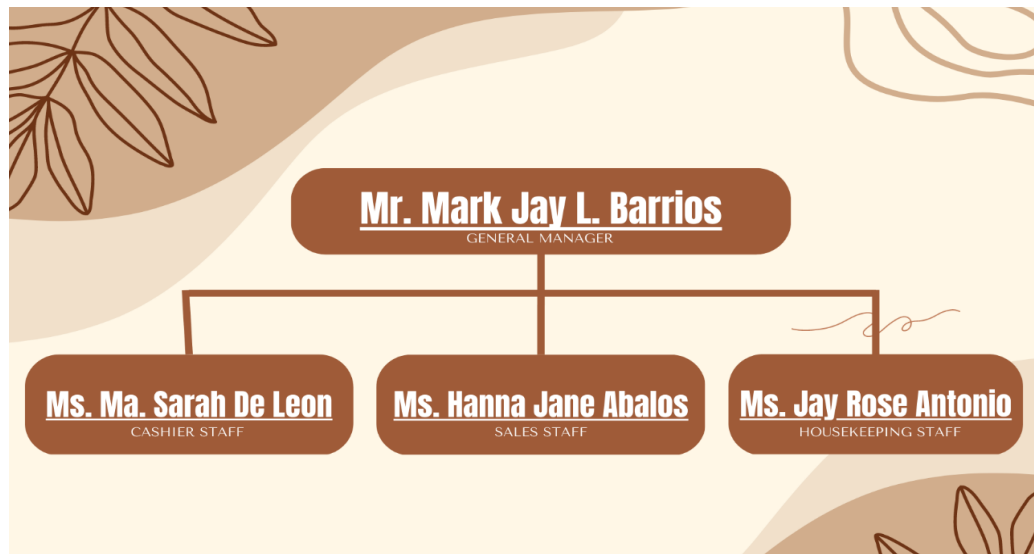 Mr. Mark Jay L. Barrios
GENERAL MANAGER
Ms. Ma. Sarah De Leon
CASHIER STAFF
Ms. Hanna Jane Abalos
SALES STAFF
Ms. Jay Rose Antonio
HOUSEKEEPING STAFF